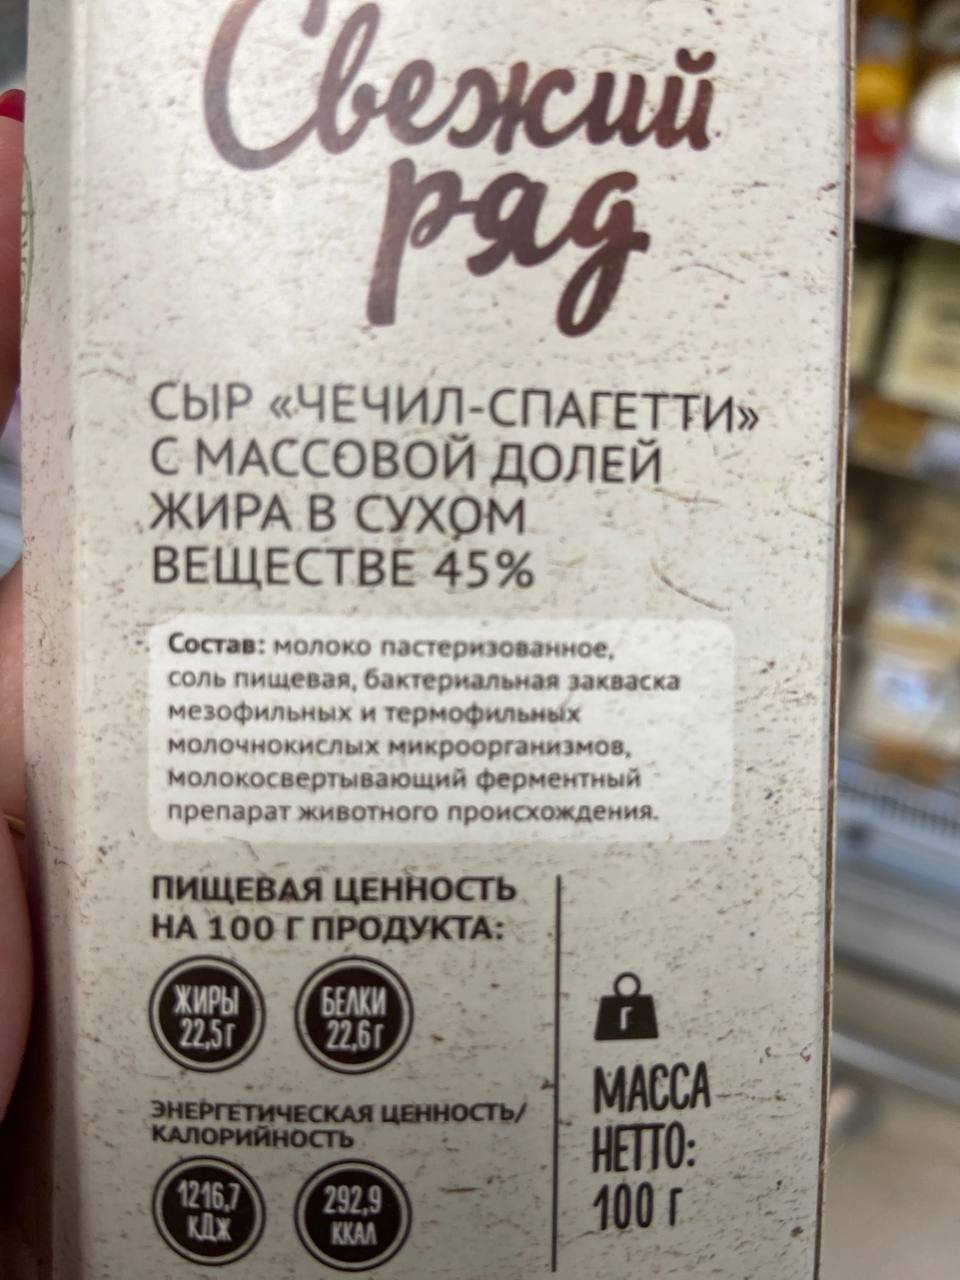 Свежий
ряд
СЫР «ЧЕЧИЛ-СПАГЕТТИ»
С МАССОВОЙ ДОЛЕЙ
ЖИРА В СУХОМ
ВЕЩЕСТВЕ 45%
Состав: молоко пастеризованное,
соль пищевая, бактериальная закваска
мезофильных и термофильных
молочнокислых микроорганизмов,
молокосвертывающий ферментный
препарат животного происхождения.
ПИЩЕВАЯ ЦЕННОСТЬ
НА 100 Г ПРОДУКТА:
ЖИРЫ
22,5г
БЕЛКИ
22,6г
ЭНЕРГЕТИЧЕСКАЯ ЦЕННОСТЬ/
КАЛОРИЙНОСТЬ
1216,7
кДж
292,9
ККАЛ
г
МАССА
НЕТТО:
100 г